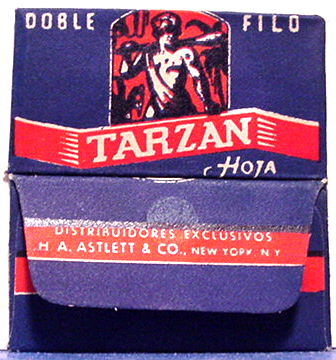 DOBLE FILO
TARZAN
HOJA
DISTRIBUIDORES EXCLUSIVOS
H. A. ASTLETT & CO., NEW YORK, N.Y.